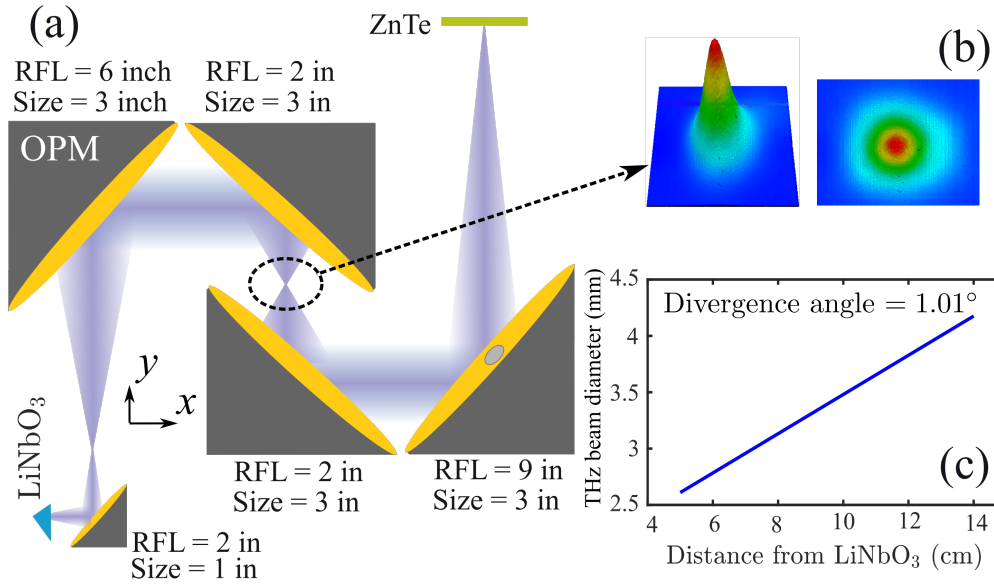 (a)
ZnTe
RFL = 6 inch
Size = 3 inch
RFL = 2 in
Size = 3 in
OPM
y
x
LiNbO₃
RFL = 2 in
Size = 1 in
RFL = 2 in
Size = 3 in
RFL = 9 in
Size = 3 in
(b)
Divergence angle = 1.01°
THz beam diameter (mm)
4.5
4
3.5
3
2.5
4 6 8 10 12 14
Distance from LiNbO₃ (cm)
(c)